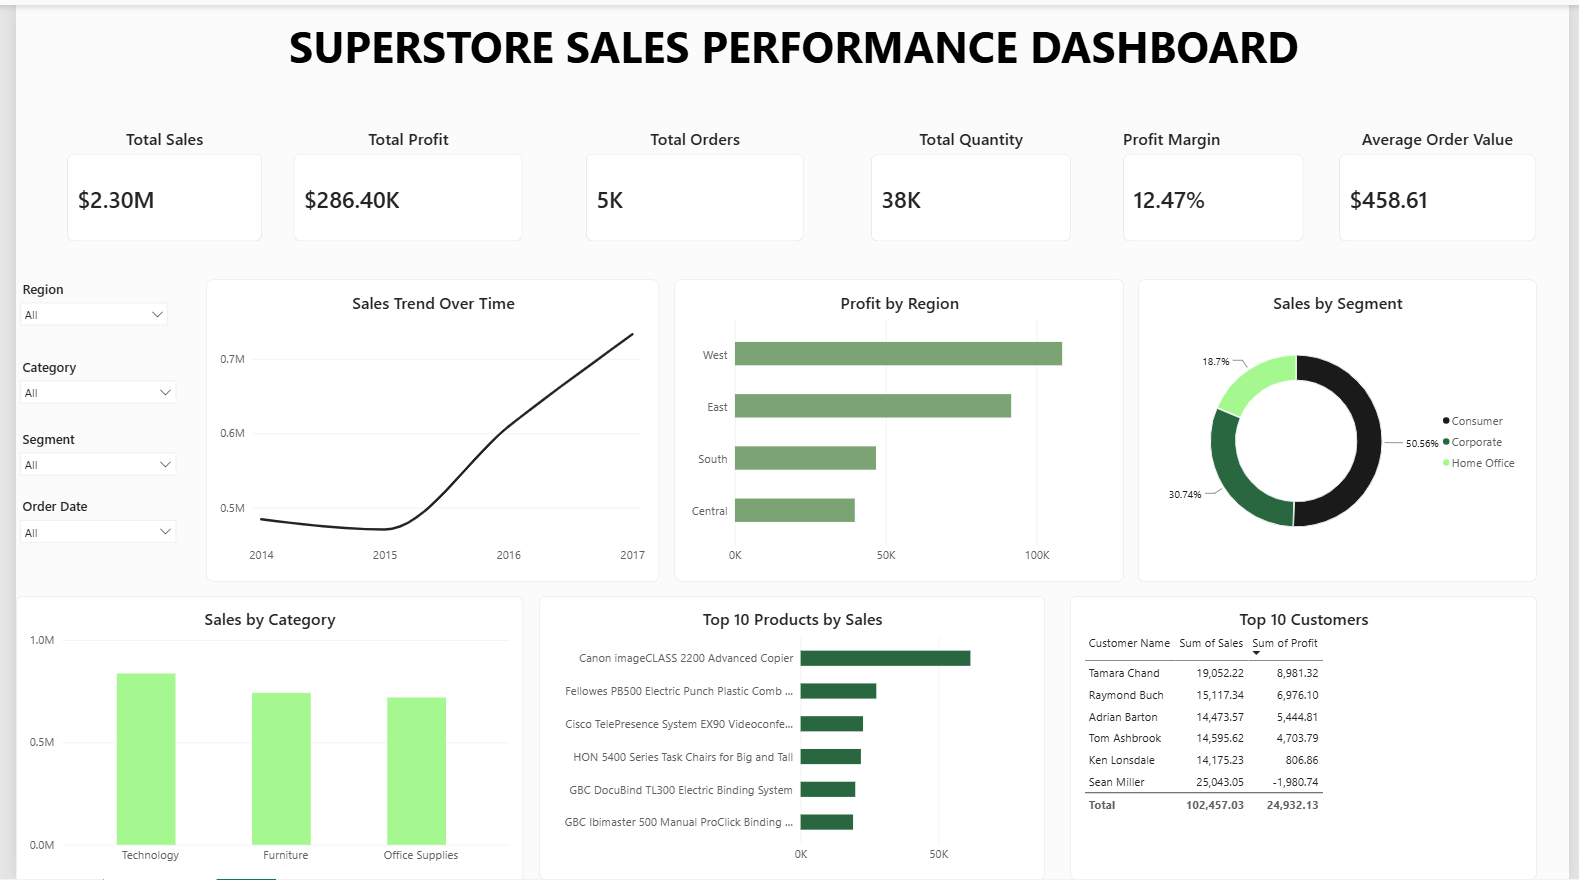 SUPERSTORE SALES PERFORMANCE DASHBOARD
Total Sales
$2.30M
Total Profit
$286.40K
Total Orders
5K
Total Quantity
38K
Profit Margin
12.47%
Average Order Value
$458.61
Region
All
Category
All
Segment
All
Order Date
All
Sales Trend Over Time
0.7M
0.6M
0.5M
2014 2015 2016 2017
Profit by Region
West
East
South
Central
0K 50K 100K
Sales by Segment
18.7%
50.56%
30.74%
Consumer
Corporate
Home Office
Sales by Category
1.0M
0.5M
0.0M
Technology Furniture Office Supplies
Top 10 Products by Sales
Canon imageCLASS 2200 Advanced Copier
Fellowes PB500 Electric Punch Plastic Comb ...
Cisco TelePresence System EX90 Videoconfe...
HON 5400 Series Task Chairs for Big and Tall
GBC DocuBind TL300 Electric Binding System
GBC Ibimaster 500 Manual ProClick Binding ...
0K 50K
Top 10 Customers
Customer Name Sum of Sales Sum of Profit
Tamara Chand 19,052.22 8,981.32
Raymond Buch 15,117.34 6,976.10
Adrian Barton 14,473.57 5,444.81
Tom Ashbrook 14,595.62 4,703.79
Ken Lonsdale 14,175.23 806.86
Sean Miller 25,043.05 -1,980.74
Total 102,457.03 24,932.13